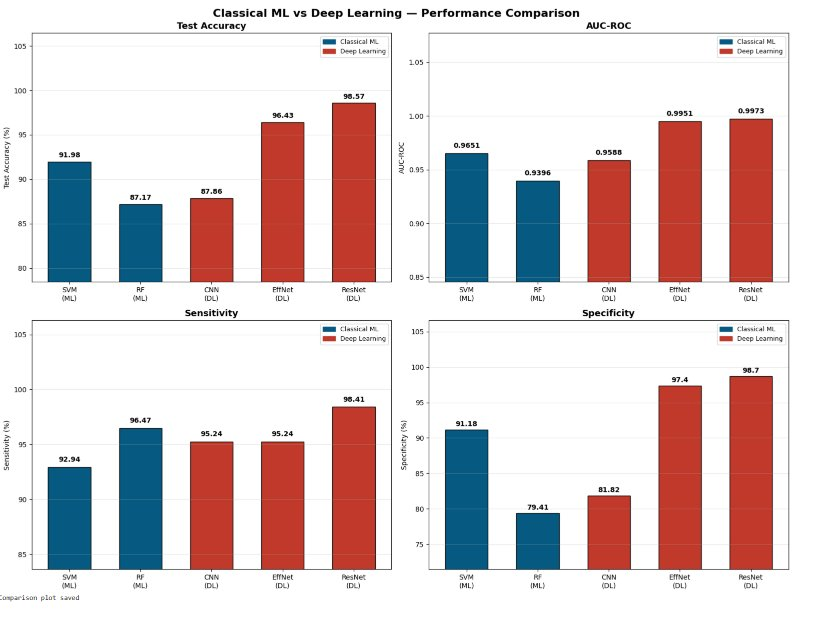 Classical ML vs Deep Learning — Performance Comparison
Test Accuracy
105
100
95
90
85
80
Test Accuracy (%)
Classical ML
Deep Learning
91.98
87.17
87.86
96.43
98.57
SVM
(ML)
RF
(ML)
CNN
(DL)
EffNet
(DL)
ResNet
(DL)
AUC-ROC
1.05
1.00
0.95
0.90
0.85
AUC-ROC
Classical ML
Deep Learning
0.9651
0.9396
0.9588
0.9951
0.9973
SVM
(ML)
RF
(ML)
CNN
(DL)
EffNet
(DL)
ResNet
(DL)
Sensitivity
105
100
95
90
85
Sensitivity (%)
Classical ML
Deep Learning
92.94
96.47
95.24
95.24
98.41
SVM
(ML)
RF
(ML)
CNN
(DL)
EffNet
(DL)
ResNet
(DL)
Specificity
105
100
95
90
85
80
75
Specificity (%)
Classical ML
Deep Learning
91.18
79.41
81.82
97.4
98.7
SVM
(ML)
RF
(ML)
CNN
(DL)
EffNet
(DL)
ResNet
(DL)
Comparison plot saved